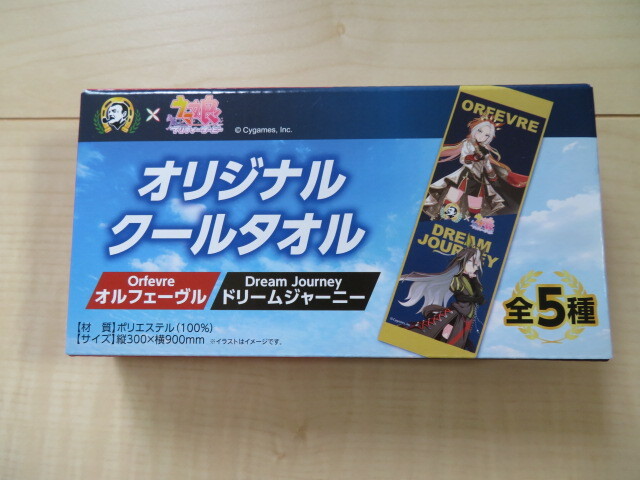 ×
ウマ娘
© Cygames, Inc.
オリジナル
クールタオル
Orfevre
オルフェーヴル
Dream Journey
ドリームジャーニー
【材　質】ポリエステル(100%)
【サイズ】縦300×横900mm ※イラストはイメージです。
ORFEVRE
DREAM
JOURNEY
全5種